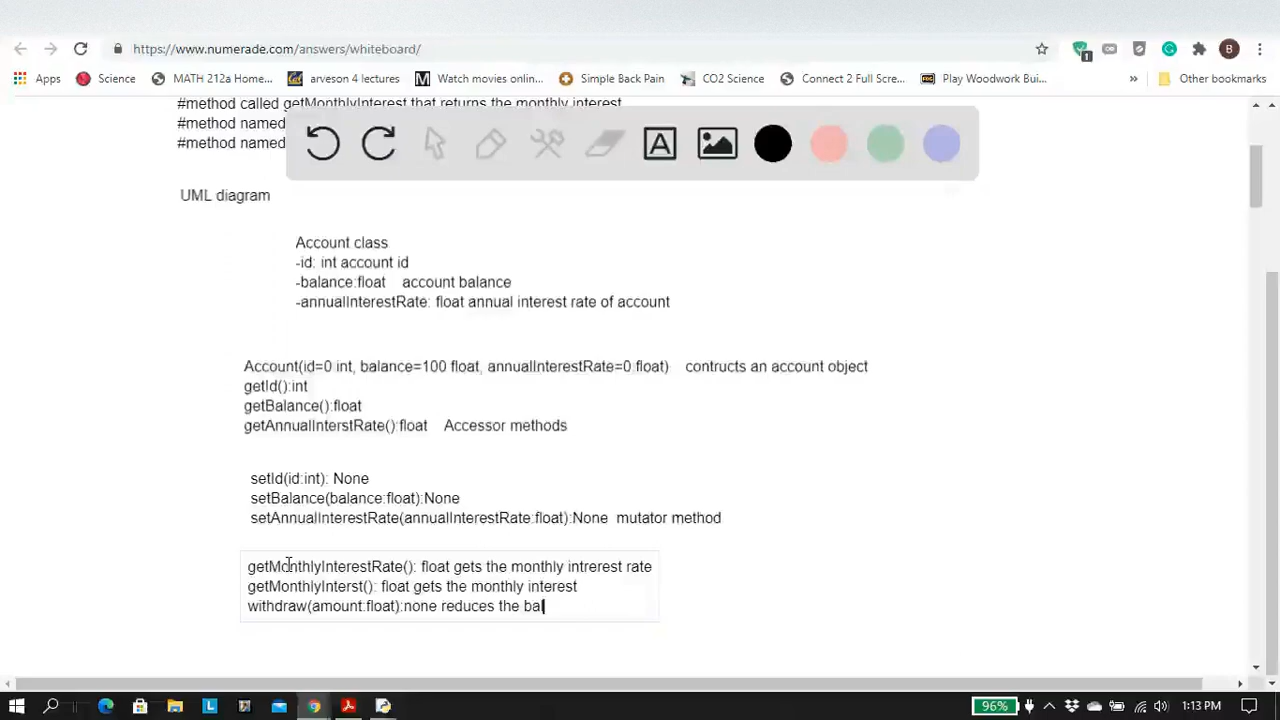 https://www.numerade.com/answers/whiteboard/
B
Apps Science MATH 212a Home... arveson 4 lectures Watch movies onlin... Simple Back Pain CO2 Science Connect 2 Full Scre... Play Woodwork Bui... » Other bookmarks
#method called getMonthlyInterest that returns the monthly interest
#method named
#method named
A
UML diagram
Account class
-id: int account id
-balance:float account balance
-annualInterestRate: float annual interest rate of account
Account(id=0 int, balance=100 float, annualInterestRate=0:float) contructs an account object
getId():int
getBalance():float
getAnnualInterstRate():float Accessor methods
setId(id:int): None
setBalance(balance:float):None
setAnnualInterestRate(annualInterestRate:float):None mutator method
getMonthlyInterestRate(): float gets the monthly intrerest rate
getMonthlyInterst(): float gets the monthly interest
withdraw(amount:float):none reduces the bal
96% 1:13 PM